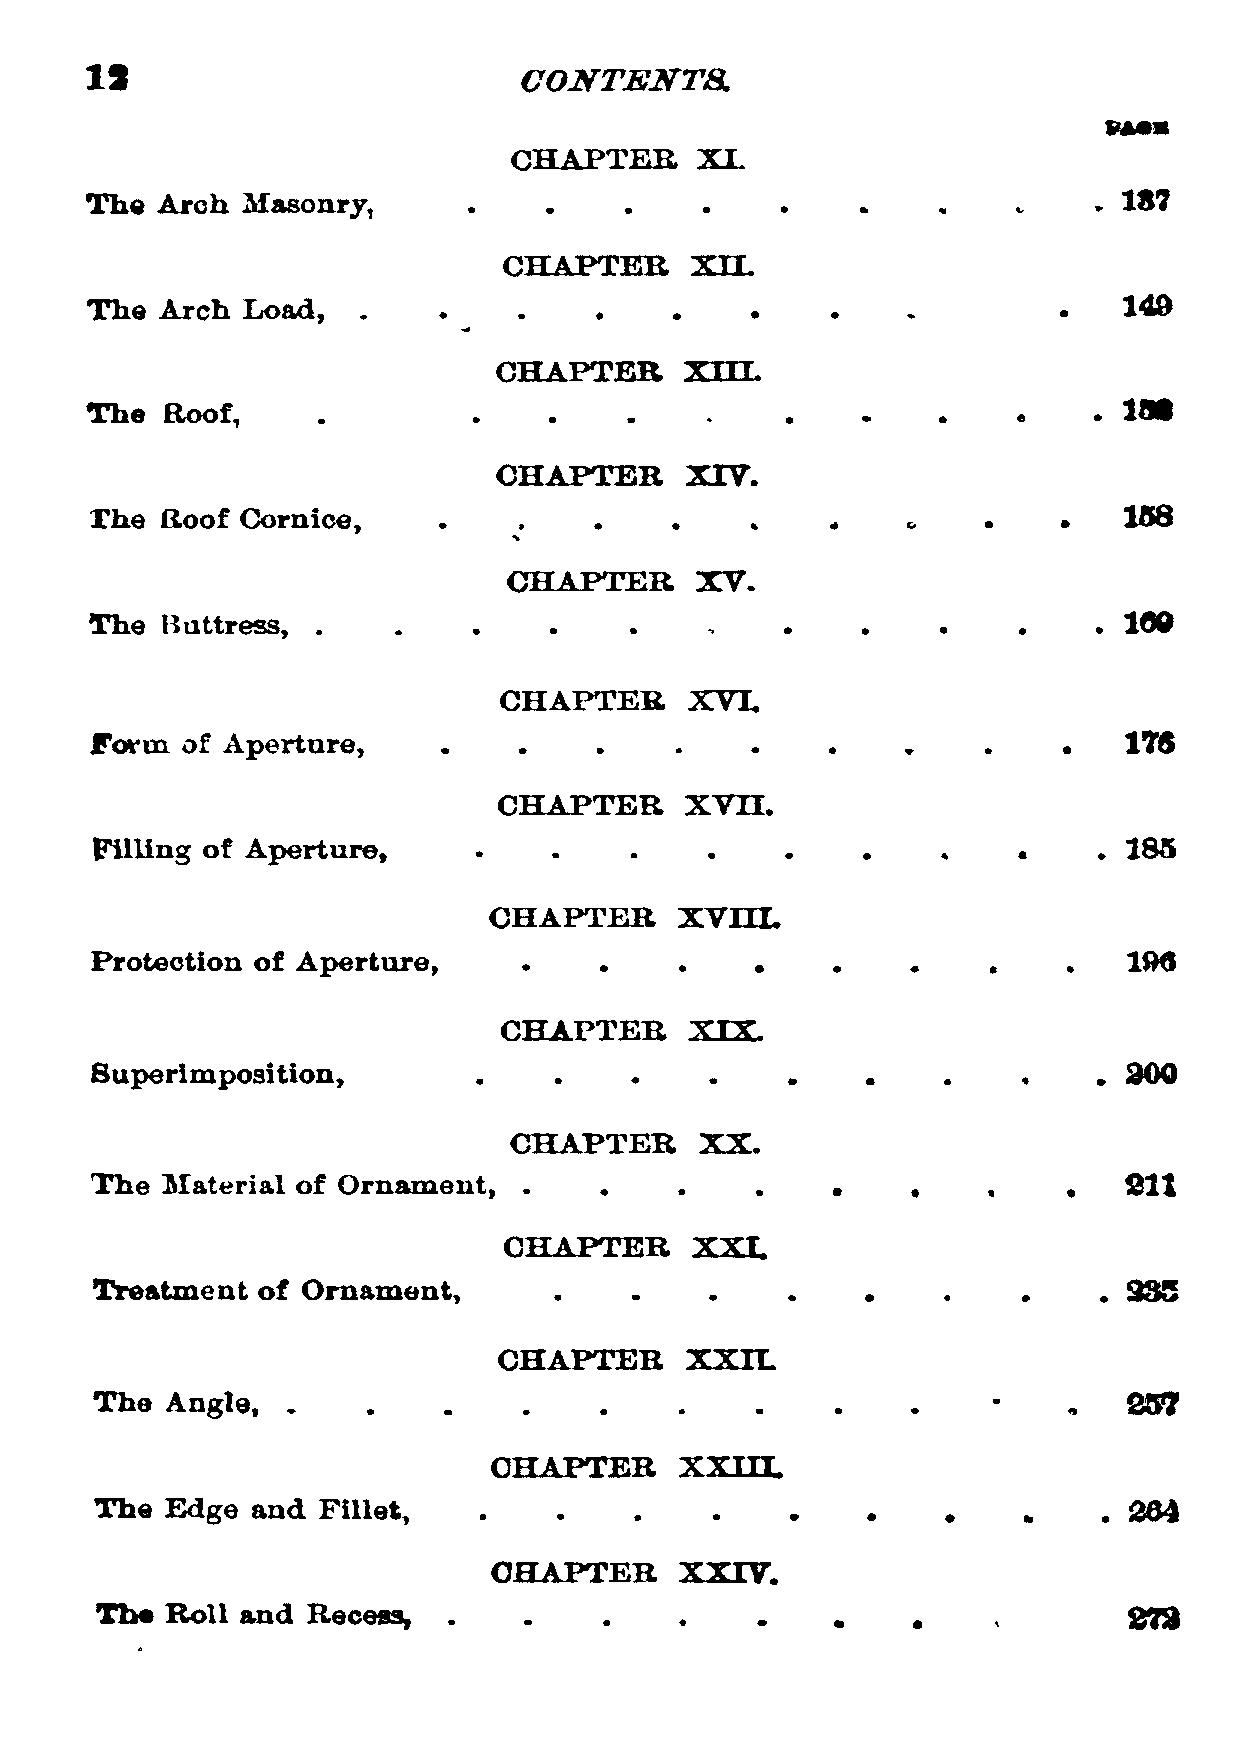 12 CONTENTS.
PAGE
CHAPTER XI.
The Arch Masonry, . . . . . . . . . 137
CHAPTER XII.
The Arch Load, . . . . . . . . . 149
CHAPTER XIII.
The Roof, . . . . . . . . . .
CHAPTER XIV.
The Roof Cornice, . . . . . . . . . 158
CHAPTER XV.
The Buttress, . . . . . . . . . . .
CHAPTER XVI.
Form of Aperture, . . . . . . . . . 176
CHAPTER XVII.
Filling of Aperture, . . . . . . . . . 185
CHAPTER XVIII.
Protection of Aperture, . . . . . . . . 196
CHAPTER XIX.
Superimposition, . . . . . . . . . 200
CHAPTER XX.
The Material of Ornament, . . . . . . . . 211
CHAPTER XXI.
Treatment of Ornament, . . . . . . . . 235
CHAPTER XXII.
The Angle, . . . . . . . . . . . 257
CHAPTER XXIII.
The Edge and Fillet, . . . . . . . . . 264
CHAPTER XXIV.
The Roll and Recess, . . . . . . . .